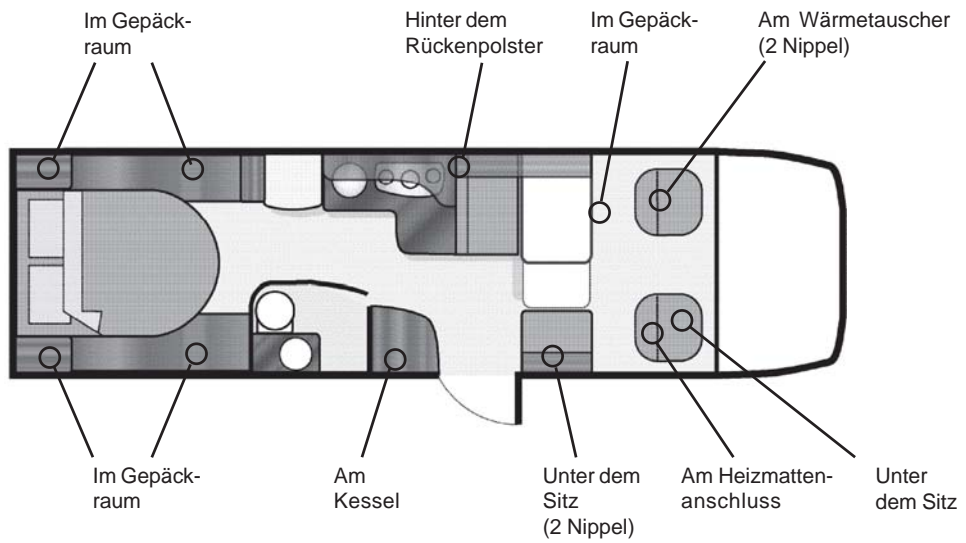 Im Gepäck-
raum
Hinter dem
Rückenpolster
Im Gepäck-
raum
Am Wärmetauscher
(2 Nippel)
Im Gepäck-
raum
Am
Kessel
Unter dem
Sitz
(2 Nippel)
Am Heizmatten-
anschluss
Unter
dem Sitz